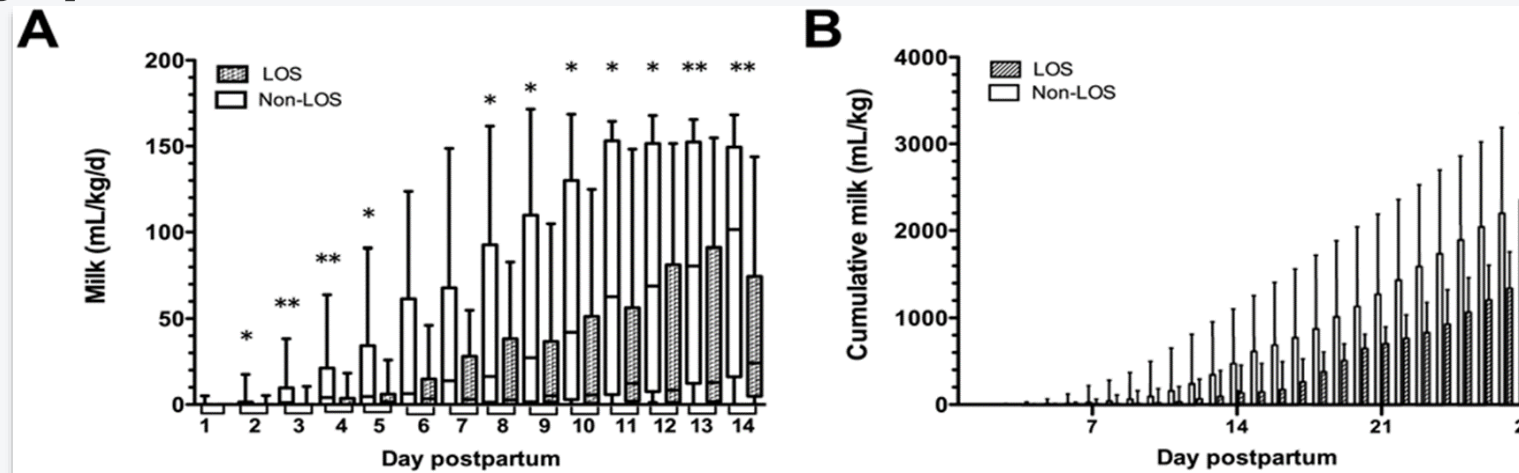 A
200
150
100
50
0
Milk (mL/kg/d)
LOS
Non-LOS
* ** ** * * * * * * ** **
1 2 3 4 5 6 7 8 9 10 11 12 13 14
Day postpartum
B
4000
3000
2000
1000
0
Cumulative milk (mL/kg)
LOS
Non-LOS
7 14 21
Day postpartum